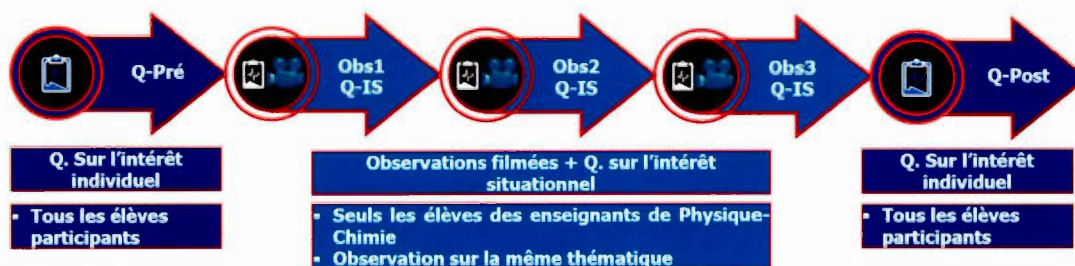 Q-Pré
Obs1
Q-IS
Obs2
Q-IS
Obs3
Q-IS
Q-Post
Q. Sur l'intérêt
individuel
▪ Tous les élèves
participants
Observations filmées + Q. sur l'intérêt
situationnel
▪ Seuls les élèves des enseignants de Physique-
Chimie
▪ Observation sur la même thématique
Q. Sur l'intérêt
individuel
▪ Tous les élèves
participants